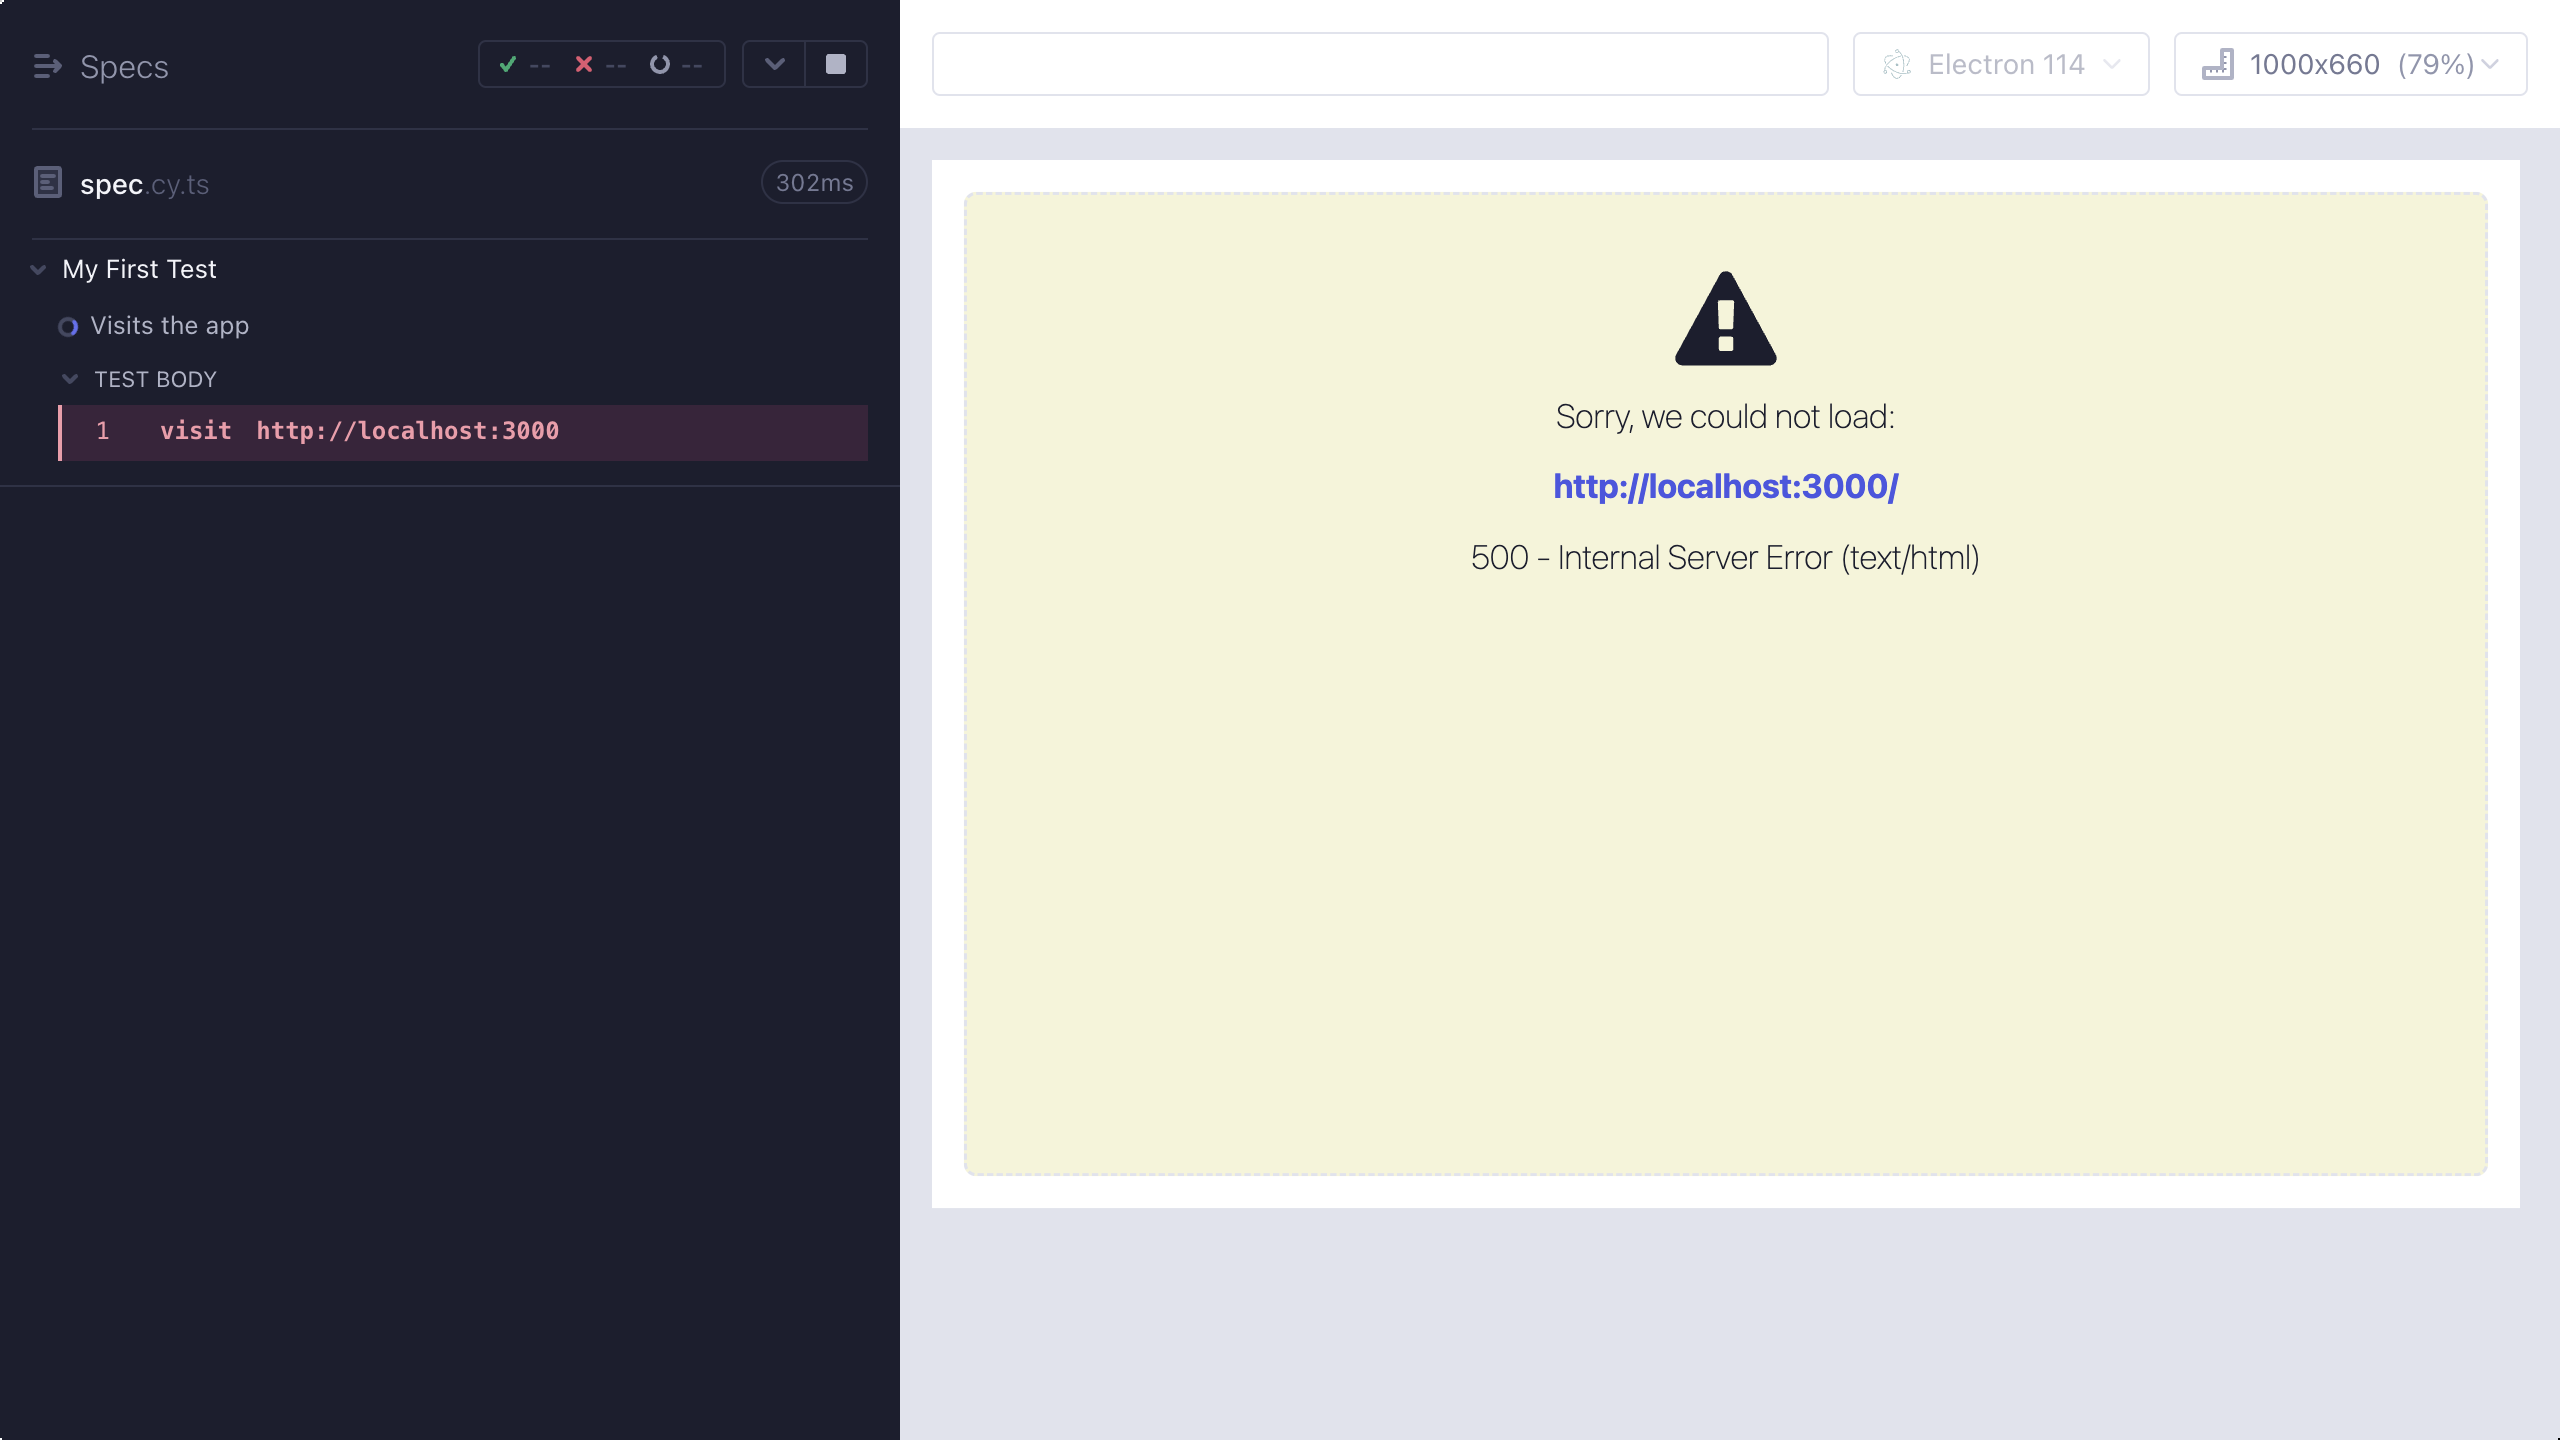 Specs
-- -- --
spec.cy.ts
302ms
My First Test
Visits the app
TEST BODY
1 visit http://localhost:3000
Electron 114
1000x660 (79%)
Sorry, we could not load:
http://localhost:3000/
500 - Internal Server Error (text/html)